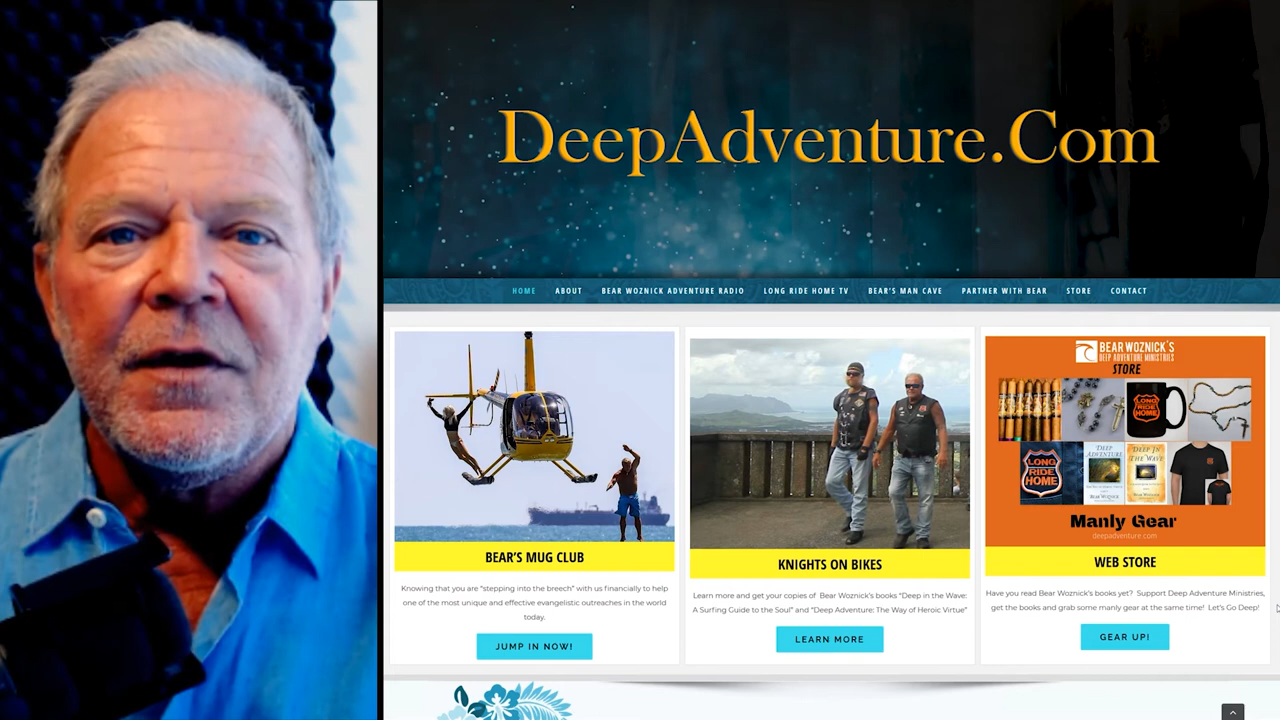 DeepAdventure.Com
HOME ABOUT BEAR WOZNICK ADVENTURE RADIO LONG RIDE HOME TV BEAR'S MAN CAVE PARTNER WITH BEAR STORE CONTACT
BEAR'S MUG CLUB
Knowing that you are "stepping into the breech" with us financially to help
one of the most unique and effective evangelistic outreaches in the world
today.
JUMP IN NOW!
KNIGHTS ON BIKES
Learn more and get your copies of Bear Woznick's books "Deep in the Wave:
A Surfing Guide to the Soul" and "Deep Adventure: The Way of Heroic Virtue"
LEARN MORE
BEAR WOZNICK'S
DEEP ADVENTURE MINISTRIES
STORE
LONG
RIDE
HOME
LONG
RIDE
HOME
DEEP
ADVENTURE
DEEP
IN THE
WAVE
Manly Gear
deepadventure.com
WEB STORE
Have you read Bear Woznick's books yet? Support Deep Adventure Ministries,
get the books and grab some manly gear at the same time! Let's Go Deep!
GEAR UP!